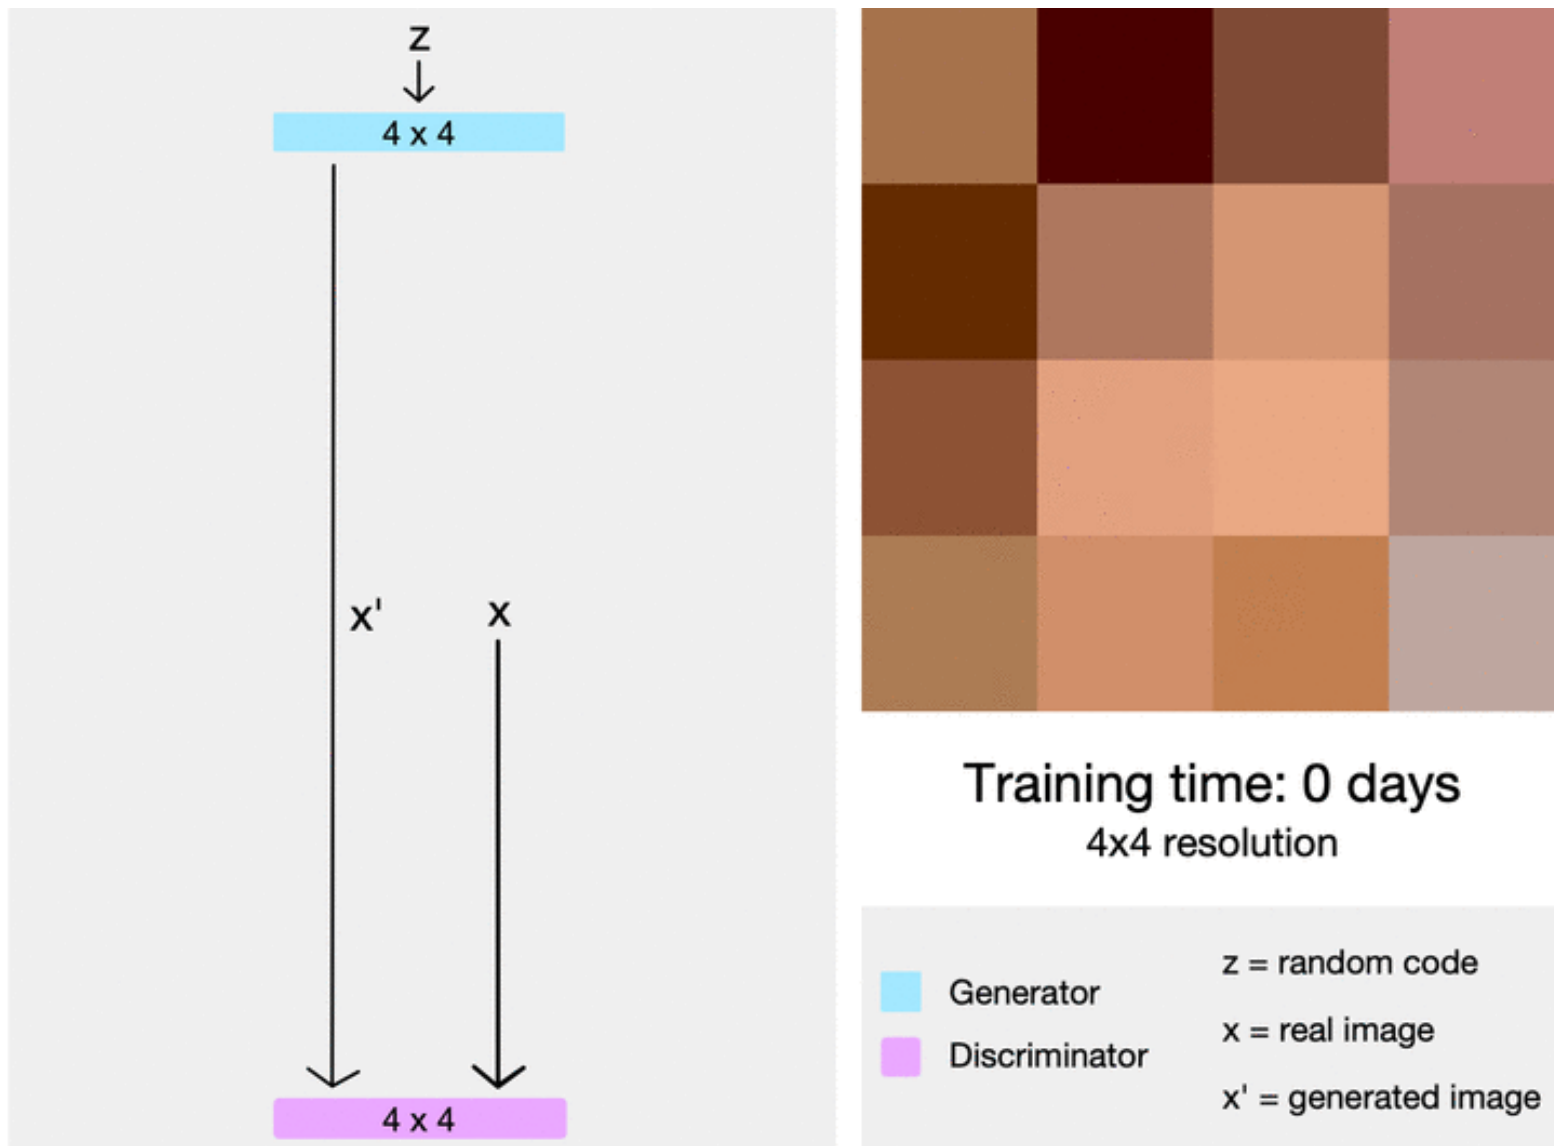 z
4 x 4
x'
x
4 x 4
Training time: 0 days
4x4 resolution
Generator
Discriminator
z = random code
x = real image
x' = generated image